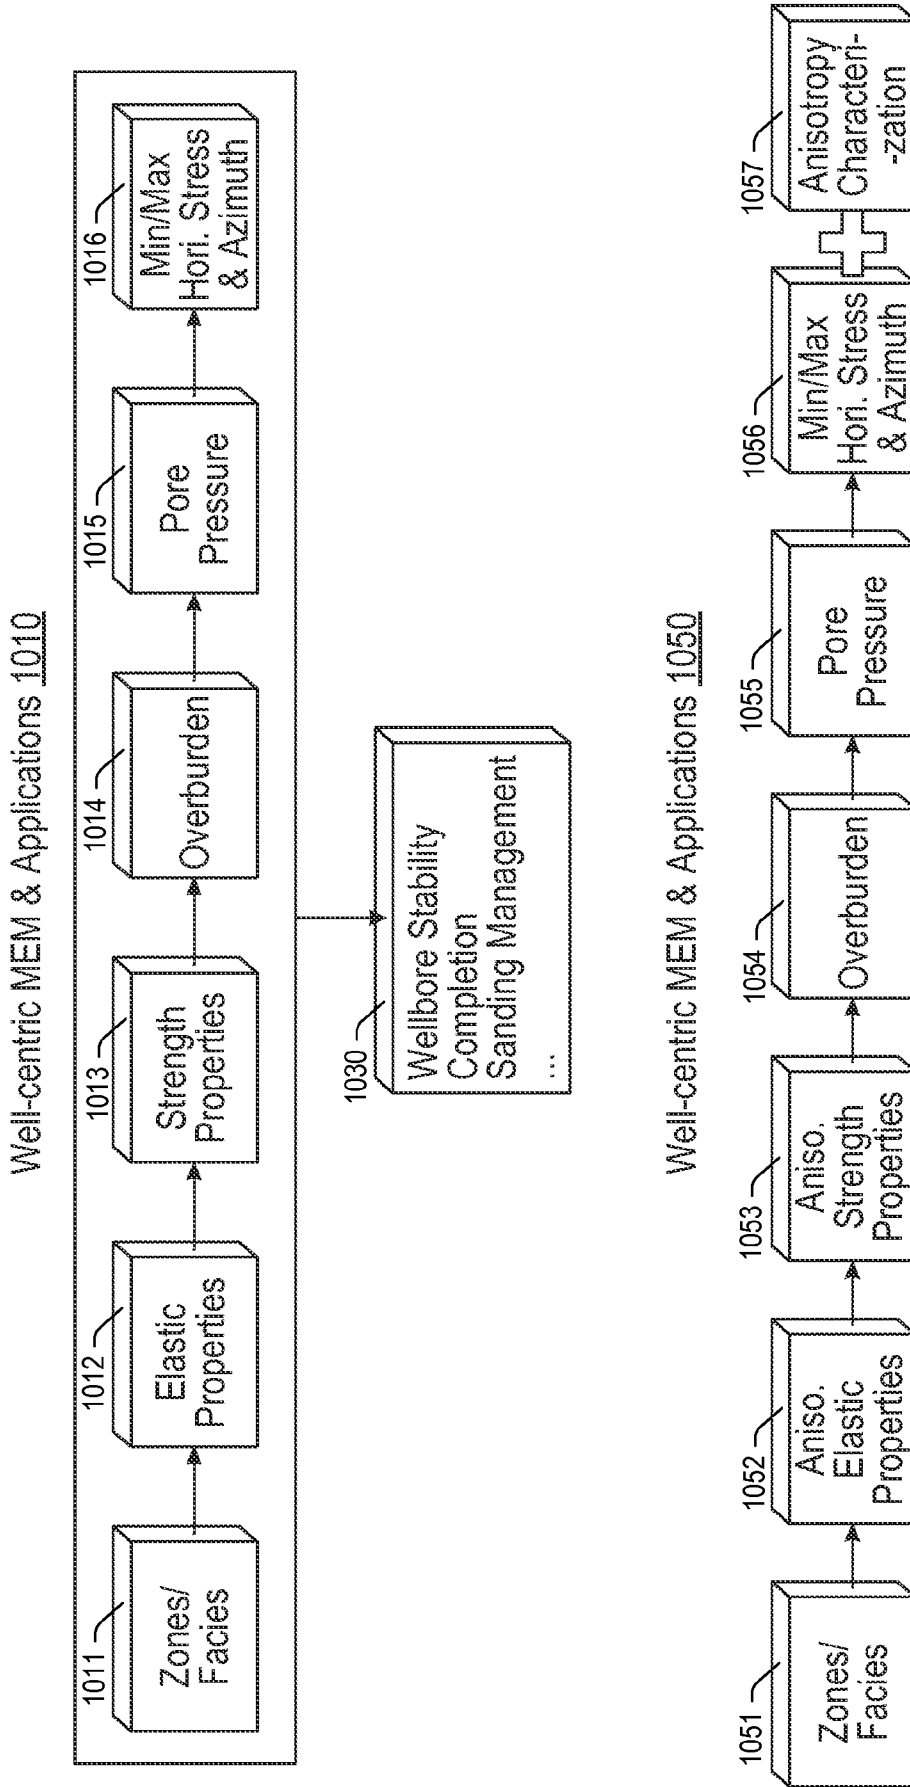 Well-centric MEM & Applications 1010
1011
Zones/
Facies
1012
Elastic
Properties
1013
Strength
Properties
1014
Overburden
1015
Pore
Pressure
1016
Min/Max
Hori. Stress
& Azimuth
1030
Wellbore Stability
Completion
Sanding Management
...
Well-centric MEM & Applications 1050
1051
Zones/
Facies
1052
Aniso.
Elastic
Properties
1053
Aniso.
Strength
Properties
1054
Overburden
1055
Pore
Pressure
1056
Min/Max
Hori. Stress
& Azimuth
1057
Anisotropy
Characteri-
-zation